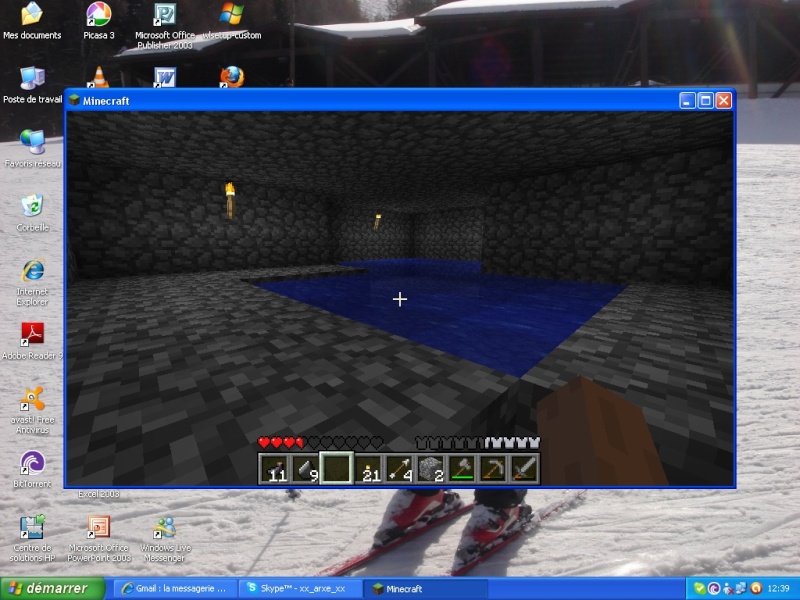 Mes documents
Picasa 3
Microsoft Office Publisher 2003
wlsetup-custom
Poste de travail
Minecraft
Favoris réseau
Corbeille
Internet Explorer
Adobe Reader 9
avast! Free Antivirus
BitTorrent
Excel 2003
11
9
21
4
2
Centre de solutions HP
Microsoft Office PowerPoint 2003
Windows Live Messenger
démarrer
Gmail : la messagerie ...
Skype™ - xx_arxe_xx
Minecraft
12:39